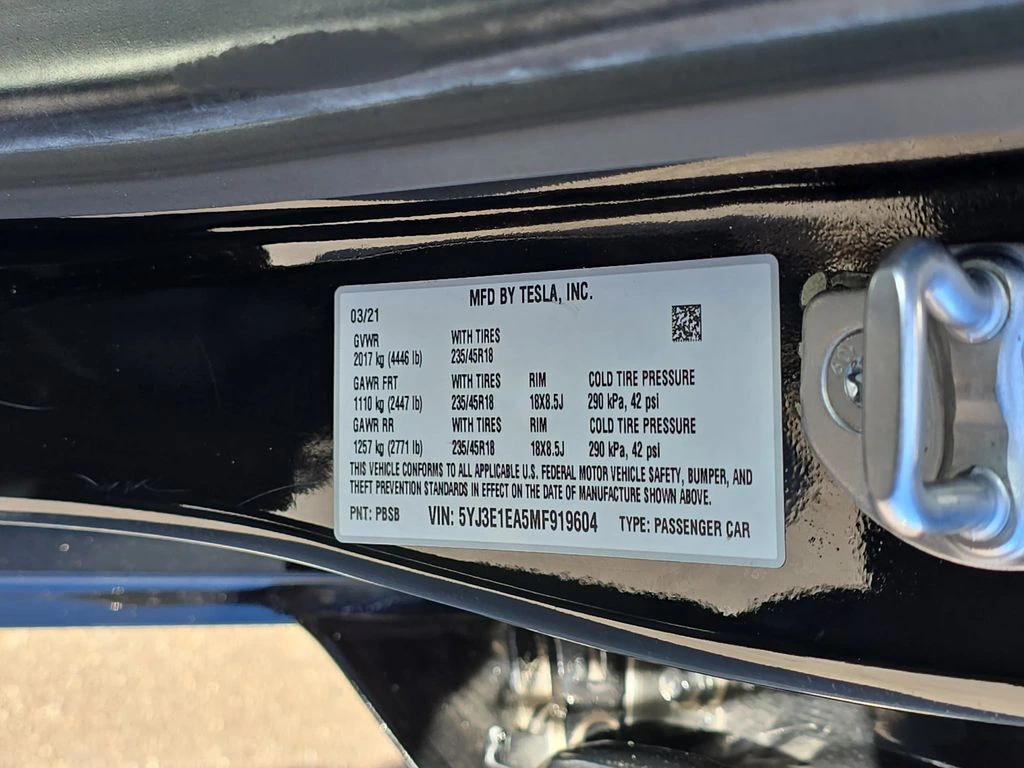 MFD BY TESLA, INC.
03/21
GVWR WITH TIRES
2017 kg (4446 lb) 235/45R18
GAWR FRT WITH TIRES RIM COLD TIRE PRESSURE
1110 kg (2447 lb) 235/45R18 18X8.5J 290 kPa, 42 psi
GAWR RR WITH TIRES RIM COLD TIRE PRESSURE
1257 kg (2771 lb) 235/45R18 18X8.5J 290 kPa, 42 psi
THIS VEHICLE CONFORMS TO ALL APPLICABLE U.S. FEDERAL MOTOR VEHICLE SAFETY, BUMPER, AND
THEFT PREVENTION STANDARDS IN EFFECT ON THE DATE OF MANUFACTURE SHOWN ABOVE.
PNT: PBSB VIN: 5YJ3E1EA5MF919604 TYPE: PASSENGER CAR